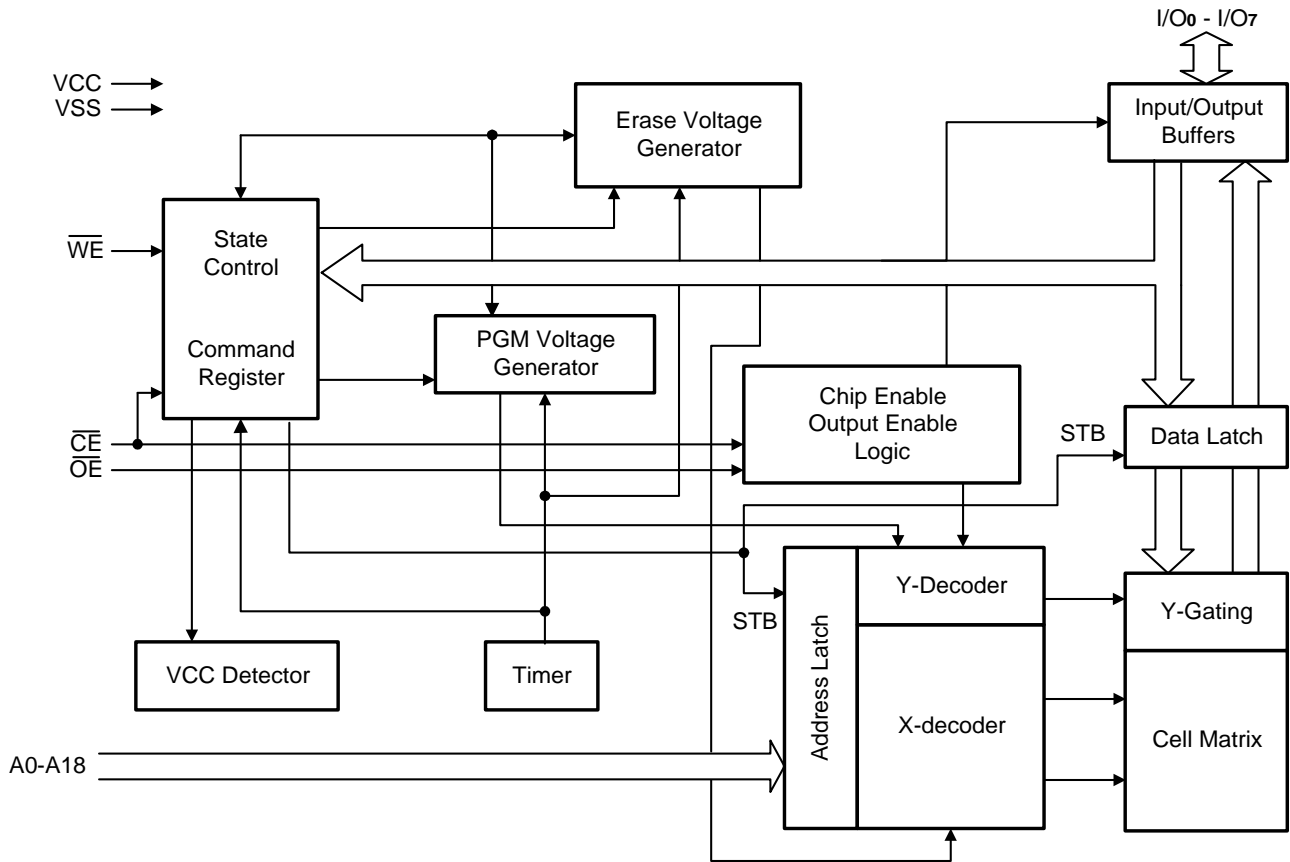 I/O0 - I/O7
VCC
VSS
Erase Voltage
Generator
Input/Output
Buffers
WE
State
Control
Command
Register
PGM Voltage
Generator
Chip Enable
Output Enable
Logic
CE
OE
STB
Data Latch
STB
Address Latch
Y-Decoder
Y-Gating
VCC Detector
Timer
X-decoder
Cell Matrix
A0-A18